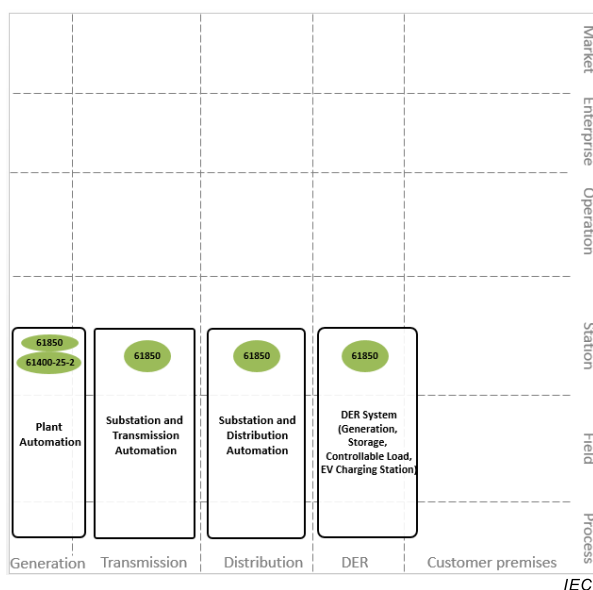 Market
Enterprise
Operation
Station
Field
Process
61850
61400-25-2
Plant
Automation
61850
Substation and
Transmission
Automation
61850
Substation and
Distribution
Automation
61850
DER System
(Generation,
Storage,
Controllable Load,
EV Charging Station)
Generation
Transmission
Distribution
DER
Customer premises
IEC